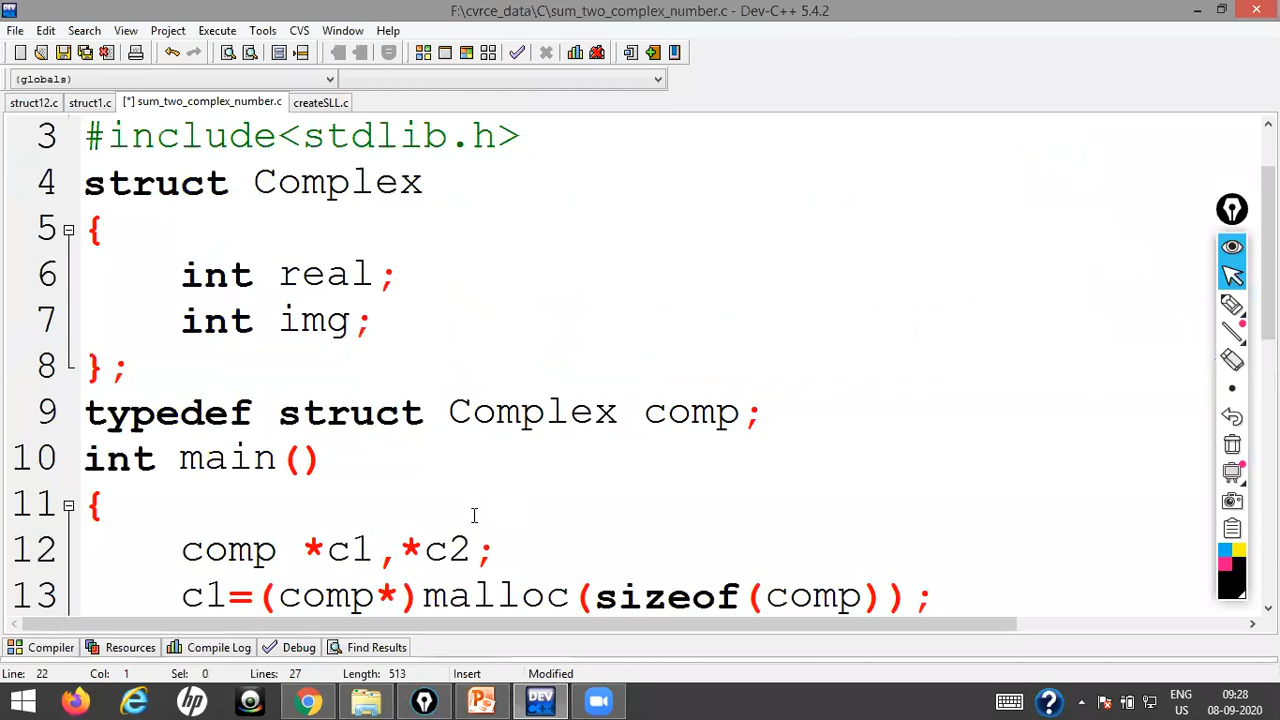 F:\cvrce_data\C\sum_two_complex_number.c - Dev-C++ 5.4.2
File Edit Search View Project Execute Tools CVS Window Help
(globals)
struct12.c struct1.c [*] sum_two_complex_number.c createSLL.c
3 #include<stdlib.h>
4 struct Complex
5 {
6 int real;
7 int img;
8 };
9 typedef struct Complex comp;
10 int main()
11 {
12 comp *c1,*c2;
13 c1=(comp*)malloc(sizeof(comp));
Compiler Resources Compile Log Debug Find Results
Line: 22 Col: 1 Sel: 0 Lines: 27 Length: 513 Insert Modified
hp DEV C++ ENG 09:28
US 08-09-2020